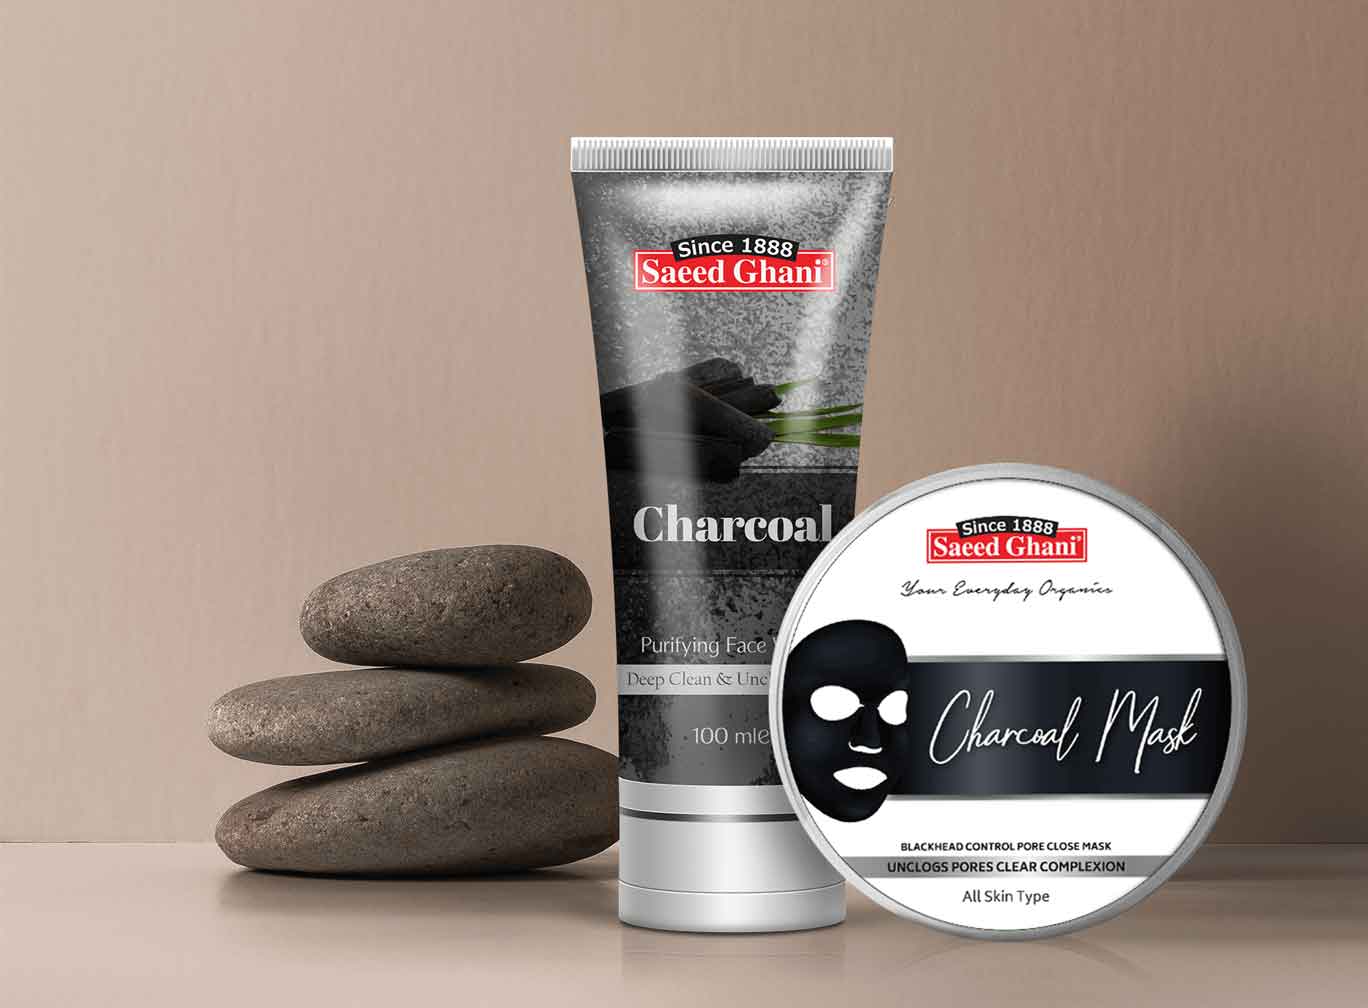 Since 1888
Saeed Ghani®
Charcoal
Purifying Face
Deep Clean &
100 ml
Since 1888
Saeed Ghani®
Your Everyday Organics
Charcoal Mask
BLACKHEAD CONTROL PORE CLOSE MASK
UNCLOGS PORES CLEAR COMPLEXION
All Skin Type